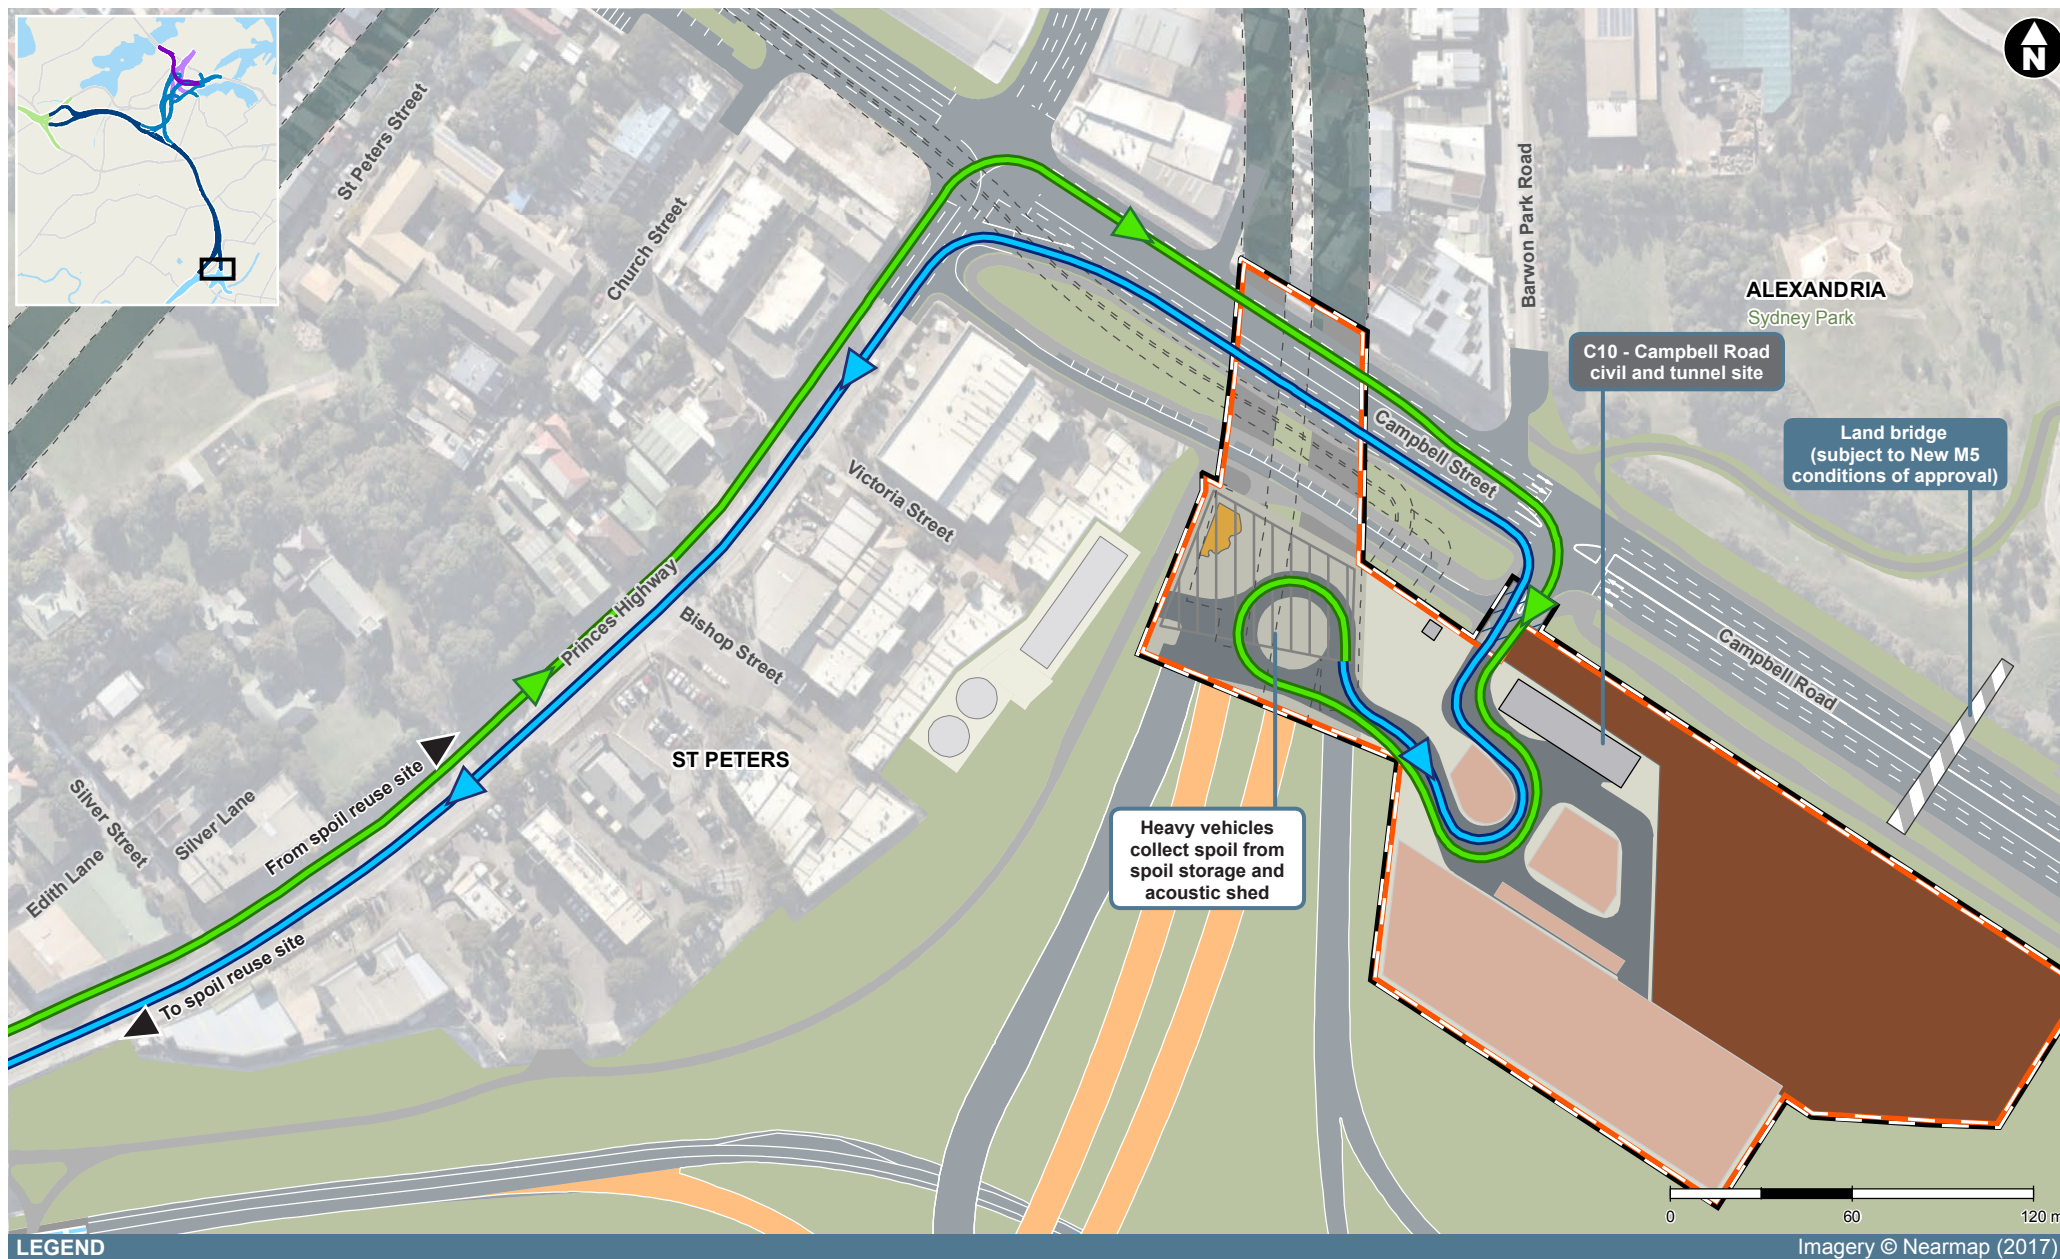 N
St Peters Street
Church Street
Barwon Park Road
ALEXANDRIA
Sydney Park
C10 - Campbell Road
civil and tunnel site
Land bridge
(subject to New M5
conditions of approval)
Campbell Street
Victoria Street
Princes Highway
Bishop Street
Campbell Road
ST PETERS
Silver Street
Silver Lane
Edith Lane
From spoil reuse site
To spoil reuse site
Heavy vehicles
collect spoil from
spoil storage and
acoustic shed
0 60 120 m
LEGEND
Imagery © Nearmap (2017)